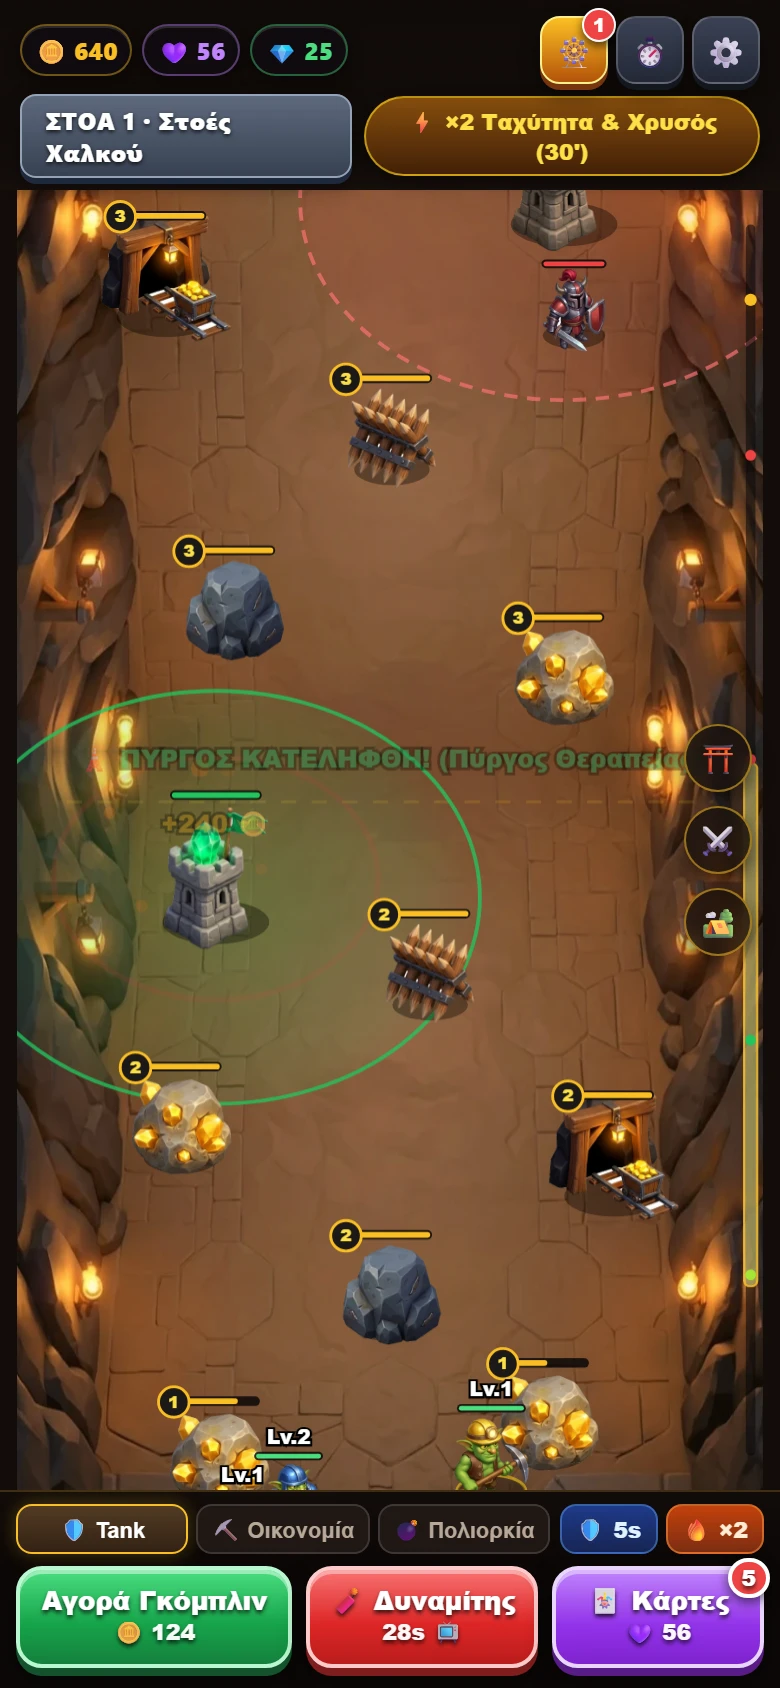 640 56 25 1
ΣΤΟΑ 1 · Στοές
Χαλκού
×2 Ταχύτητα & Χρυσός
(30')
3
3
3
3
ΠΥΡΓΟΣ ΚΑΤΕΛΗΦΘΗ! (Πύργος Θεραπεία
+240
2
2
2
2
1
Lv.1
1
Lv.2
Lv.1
Tank Οικονομία Πολιορκία 5s ×2
Αγορά Γκόμπλιν
124
Δυναμίτης
28s
Κάρτες
56
5